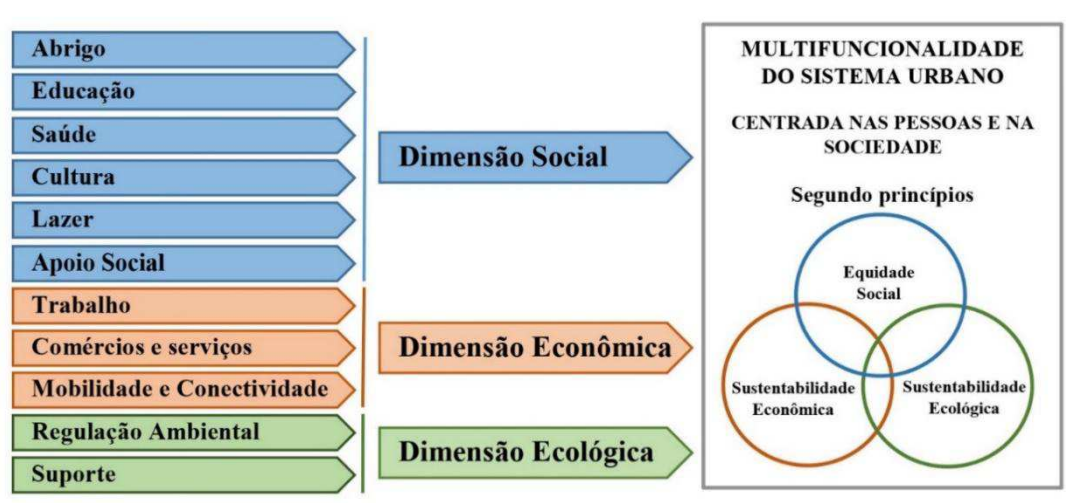 Abrigo
Educação
Saúde
Cultura
Lazer
Apoio Social
Trabalho
Comércios e serviços
Mobilidade e Conectividade
Regulação Ambiental
Suporte
Dimensão Social
Dimensão Econômica
Dimensão Ecológica
MULTIFUNCIONALIDADE
DO SISTEMA URBANO
CENTRADA NAS PESSOAS E NA
SOCIEDADE
Segundo princípios
Equidade
Social
Sustentabilidade
Econômica
Sustentabilidade
Ecológica